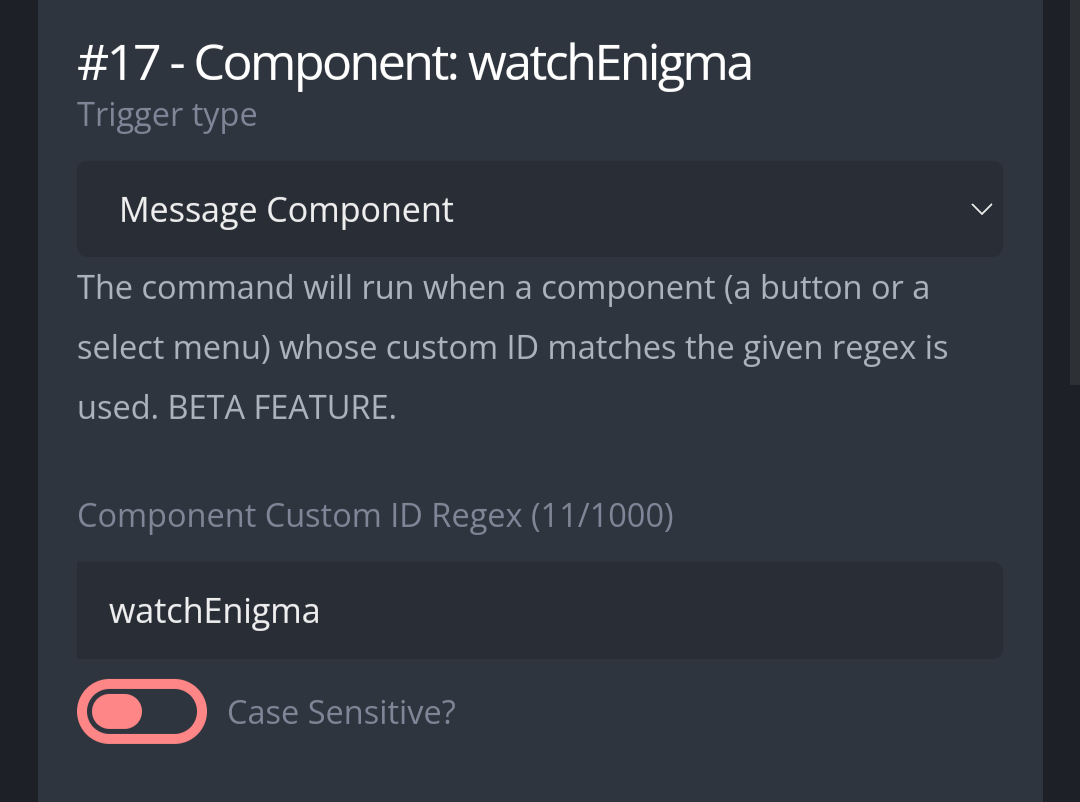 #17 - Component: watchEnigma
Trigger type
Message Component
The command will run when a component (a button or a
select menu) whose custom ID matches the given regex is
used. BETA FEATURE.
Component Custom ID Regex (11/1000)
watchEnigma
Case Sensitive?